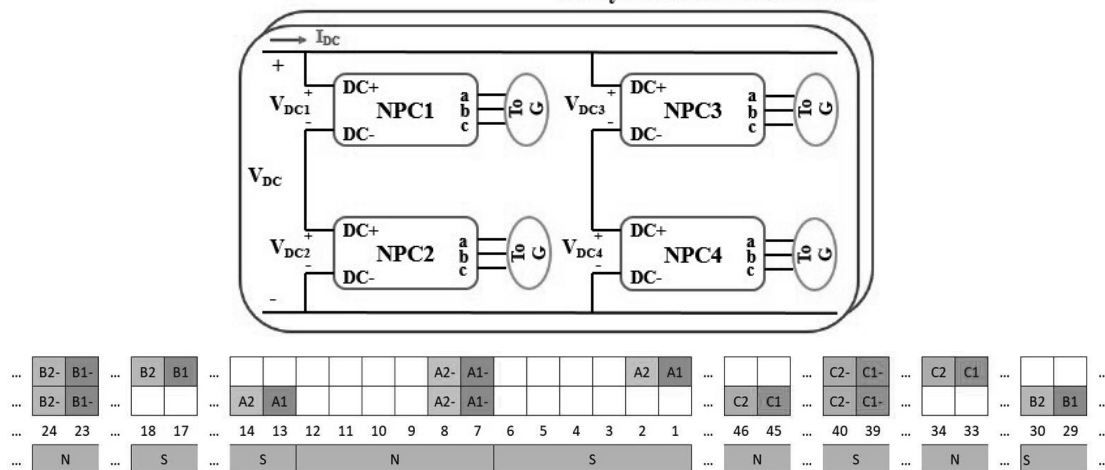 I_DC
+
DC+ NPC1 a b c To G
V_DC1 + -
DC-
DC+ NPC3 a b c To G
V_DC3 + -
DC-
V_DC
DC+ NPC2 a b c To G
V_DC2 + -
DC-
DC+ NPC4 a b c To G
V_DC4 + -
DC-
-
... B2- B1- ... B2 B1 ... A2- A1- A2 A1 ... ... C2- C1- ... C2 C1 ... ...
... B2- B1- ... ... A2 A1 A2- A1- ... C2 C1 ... C2- C1- ... ... B2 B1 ...
... 24 23 ... 18 17 ... 14 13 12 11 10 9 8 7 6 5 4 3 2 1 ... 46 45 ... 40 39 ... 34 33 ... 30 29 ...
... N ... S ... S N S ... N ... S ... N ... S ...